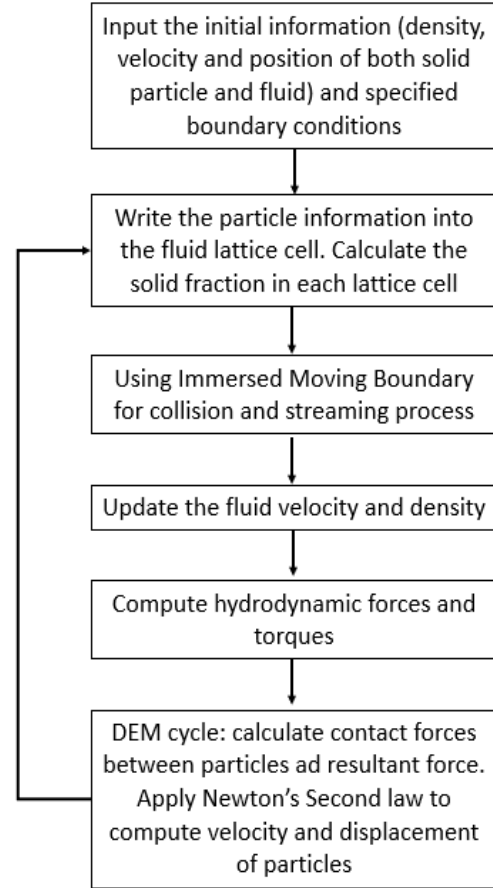 Input the initial information (density,
velocity and position of both solid
particle and fluid) and specified
boundary conditions
Write the particle information into
the fluid lattice cell. Calculate the
solid fraction in each lattice cell
Using Immersed Moving Boundary
for collision and streaming process
Update the fluid velocity and density
Compute hydrodynamic forces and
torques
DEM cycle: calculate contact forces
between particles ad resultant force.
Apply Newton's Second law to
compute velocity and displacement
of particles